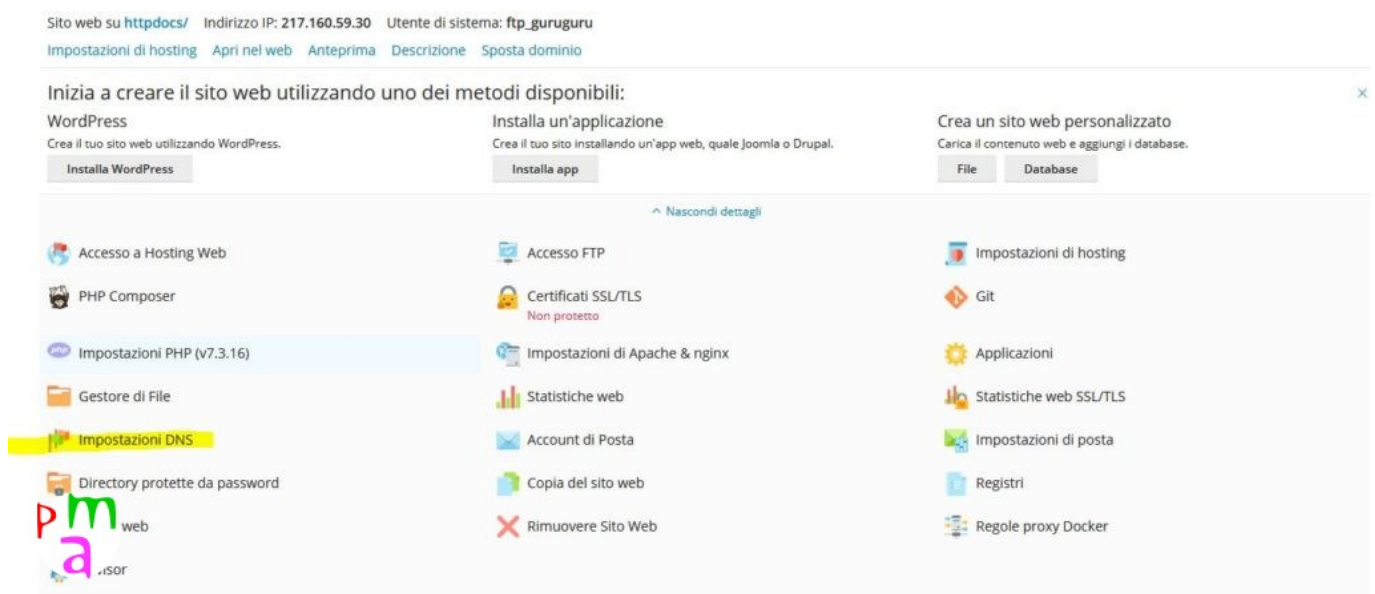 Sito web su httpdocs/ Indirizzo IP: 217.160.59.30 Utente di sistema: ftp_guruguru
Impostazioni di hosting Apri nel web Anteprima Descrizione Sposta dominio
Inizia a creare il sito web utilizzando uno dei metodi disponibili:
WordPress Installa un'applicazione Crea un sito web personalizzato
Crea il tuo sito web utilizzando WordPress. Crea il tuo sito installando un'app web, quale Joomla o Drupal. Carica il contenuto web e aggiungi i database.
Installa WordPress Installa app File Database
Nascondi dettagli
Accesso a Hosting Web Accesso FTP Impostazioni di hosting
PHP Composer Certificati SSL/TLS Git
Non protetto
php Impostazioni PHP (v7.3.16) Impostazioni di Apache & nginx Applicazioni
Gestore di File Statistiche web Statistiche web SSL/TLS
Impostazioni DNS Account di Posta Impostazioni di posta
Directory protette da password Copia del sito web Registri
web Rimuovere Sito Web Regole proxy Docker
P m a